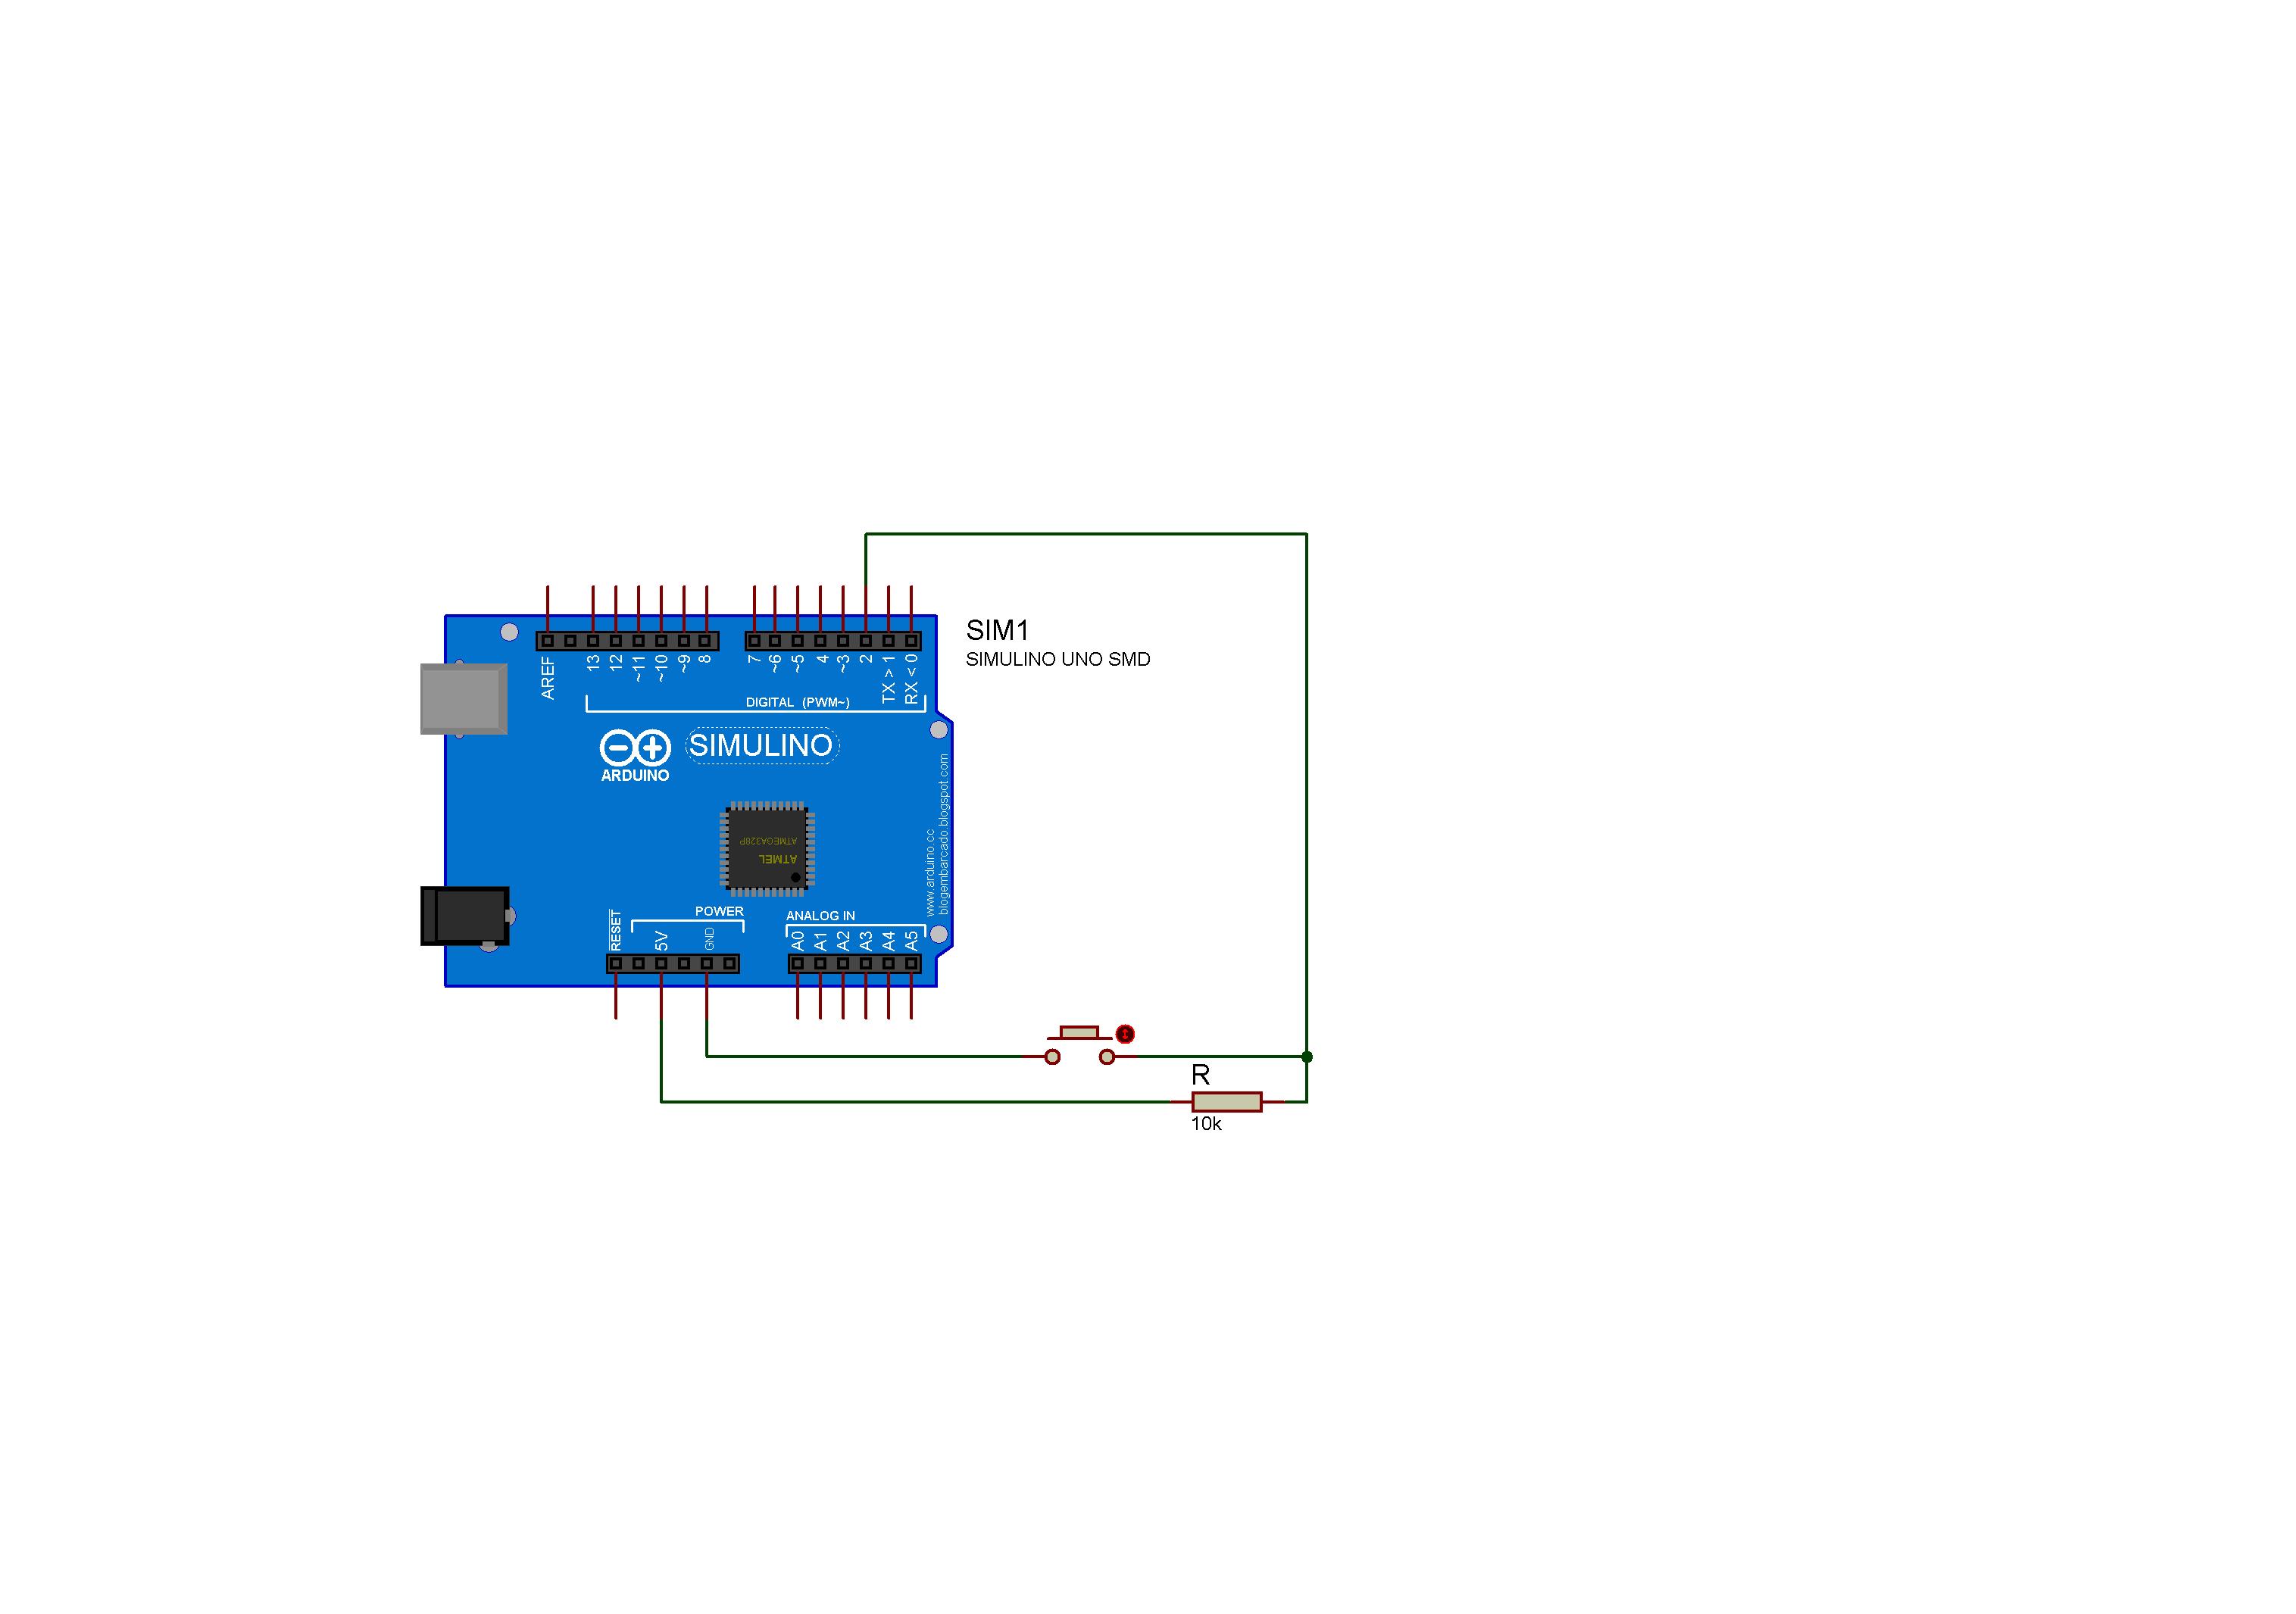 SIM1
SIMULINO UNO SMD
AREF
13
12
~11
~10
~9
8
7
~6
~5
4
~3
2
TX > 1
RX < 0
DIGITAL (PWM~)
SIMULINO
ARDUINO
ATMEGA328P
ATMEL
www.arduino.cc
blogembarcado.blogspot.com
RESET
POWER
5V
GND
ANALOG IN
A0
A1
A2
A3
A4
A5
R
10k